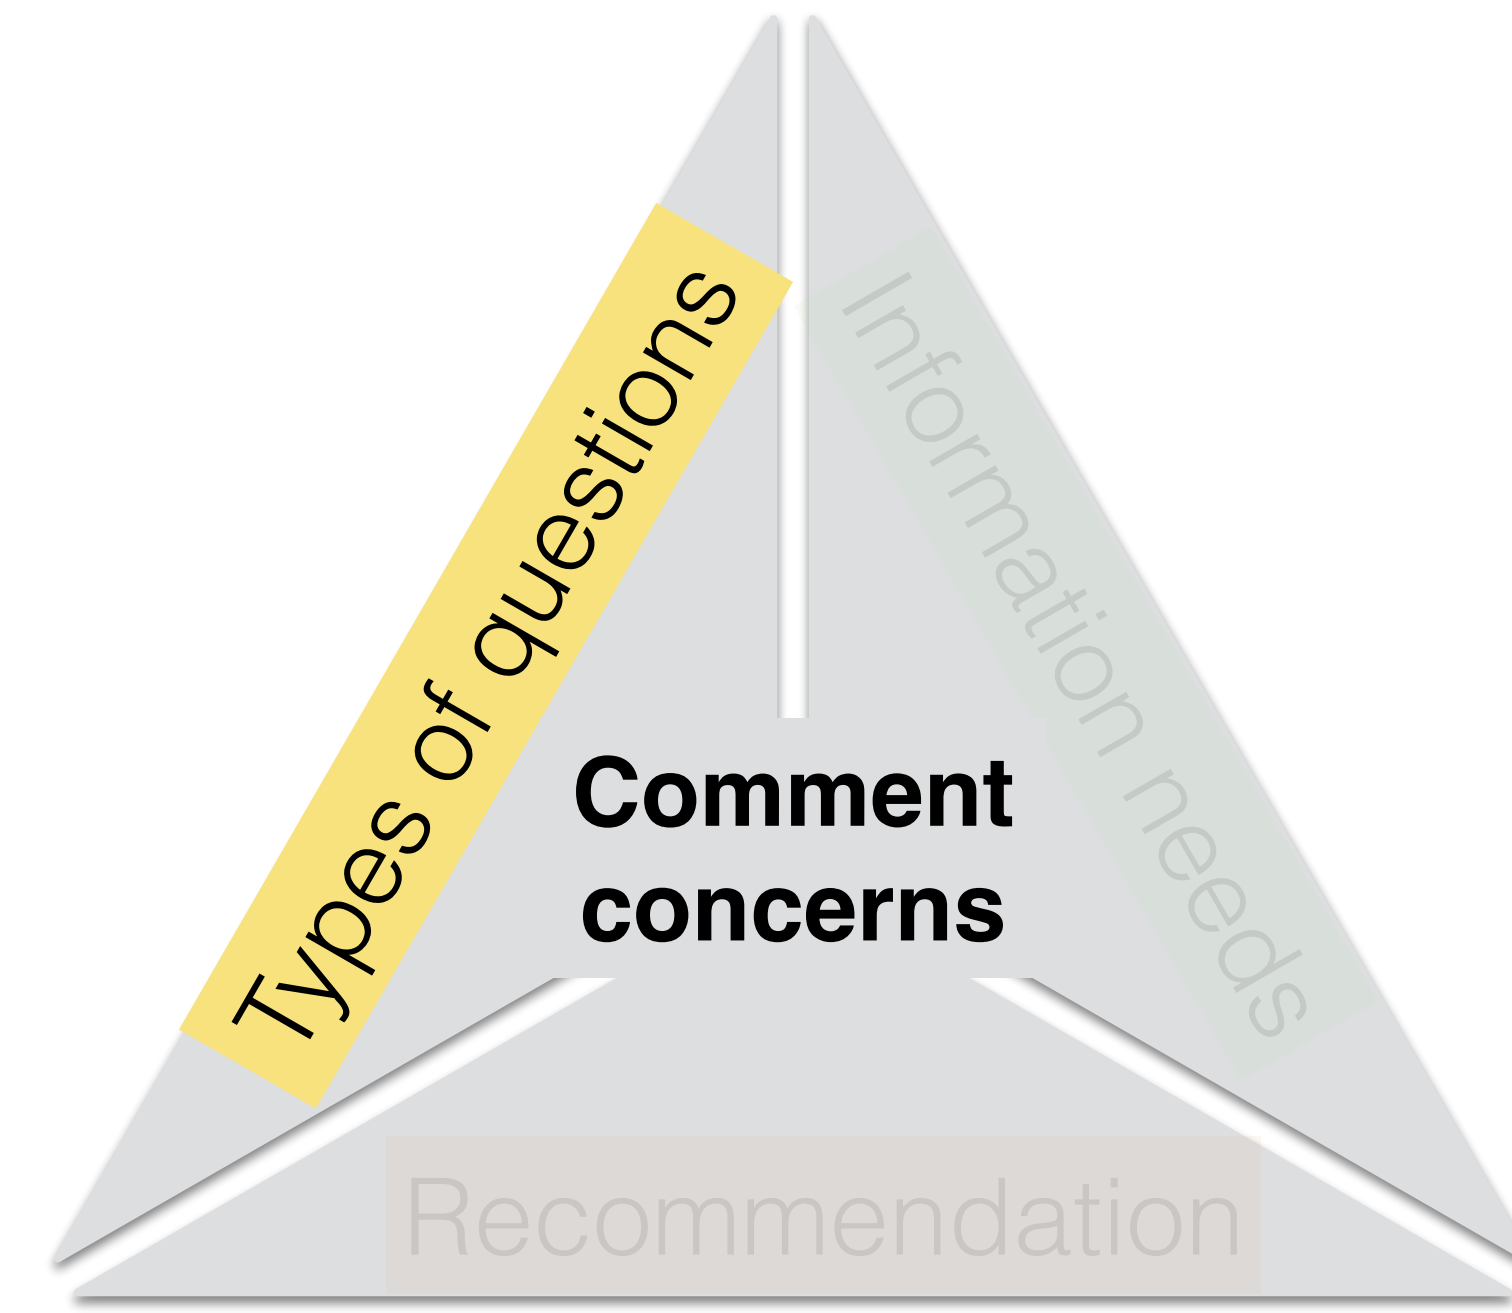 Types of questions
Information needs
Comment
concerns
Recommendation